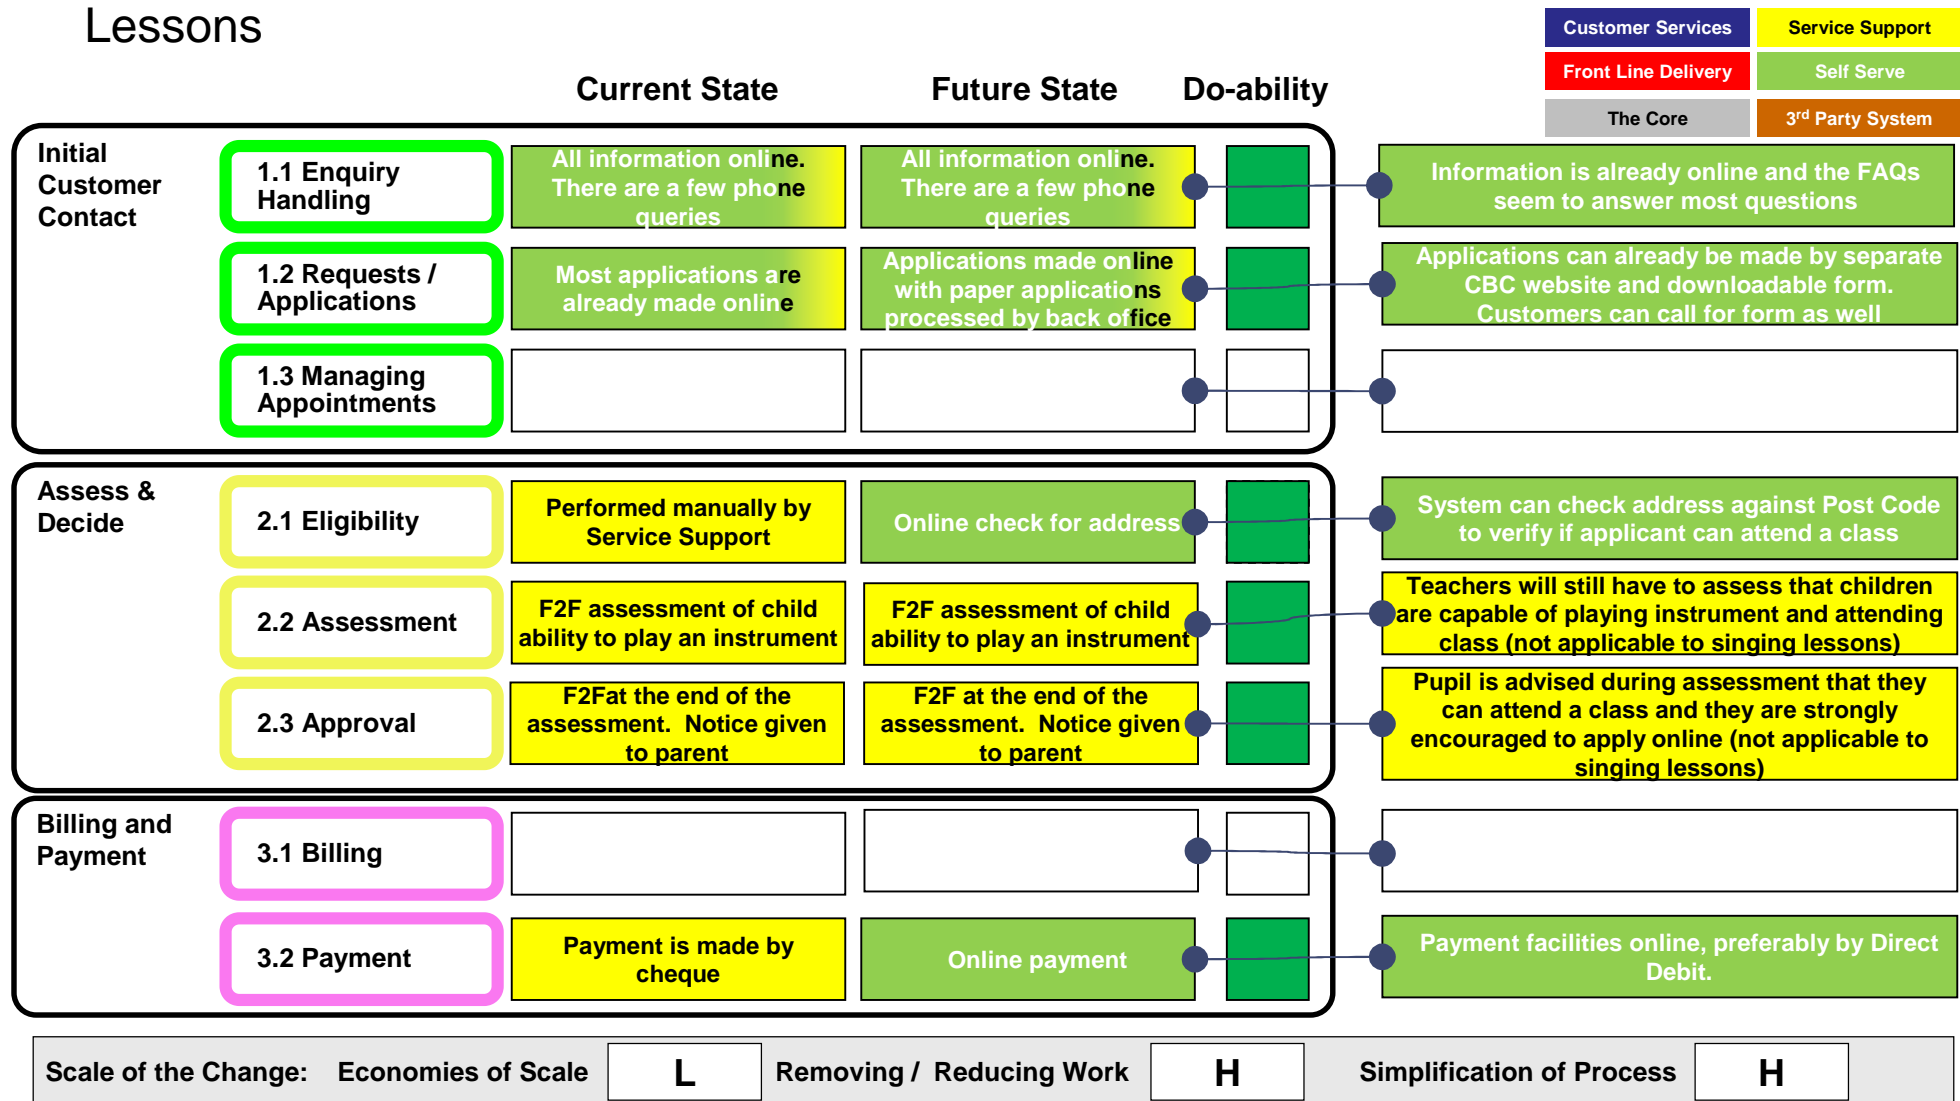 Lessons
Customer Services
Service Support
Front Line Delivery
Self Serve
The Core
3rd Party System
Current State
Future State
Do-ability
Initial
Customer
Contact
1.1 Enquiry
Handling
All information online.
There are a few phone
queries
All information online.
There are a few phone
queries
Information is already online and the FAQs
seem to answer most questions
1.2 Requests /
Applications
Most applications are
already made online
Applications made online
with paper applications
processed by back office
Applications can already be made by separate
CBC website and downloadable form.
Customers can call for form as well
1.3 Managing
Appointments
Assess &
Decide
2.1 Eligibility
Performed manually by
Service Support
Online check for address
System can check address against Post Code
to verify if applicant can attend a class
2.2 Assessment
F2F assessment of child
ability to play an instrument
F2F assessment of child
ability to play an instrument
Teachers will still have to assess that children
are capable of playing instrument and attending
class (not applicable to singing lessons)
2.3 Approval
F2Fat the end of the
assessment. Notice given
to parent
F2F at the end of the
assessment. Notice given
to parent
Pupil is advised during assessment that they
can attend a class and they are strongly
encouraged to apply online (not applicable to
singing lessons)
Billing and
Payment
3.1 Billing
3.2 Payment
Payment is made by
cheque
Online payment
Payment facilities online, preferably by Direct
Debit.
Scale of the Change: Economies of Scale L Removing / Reducing Work H Simplification of Process H